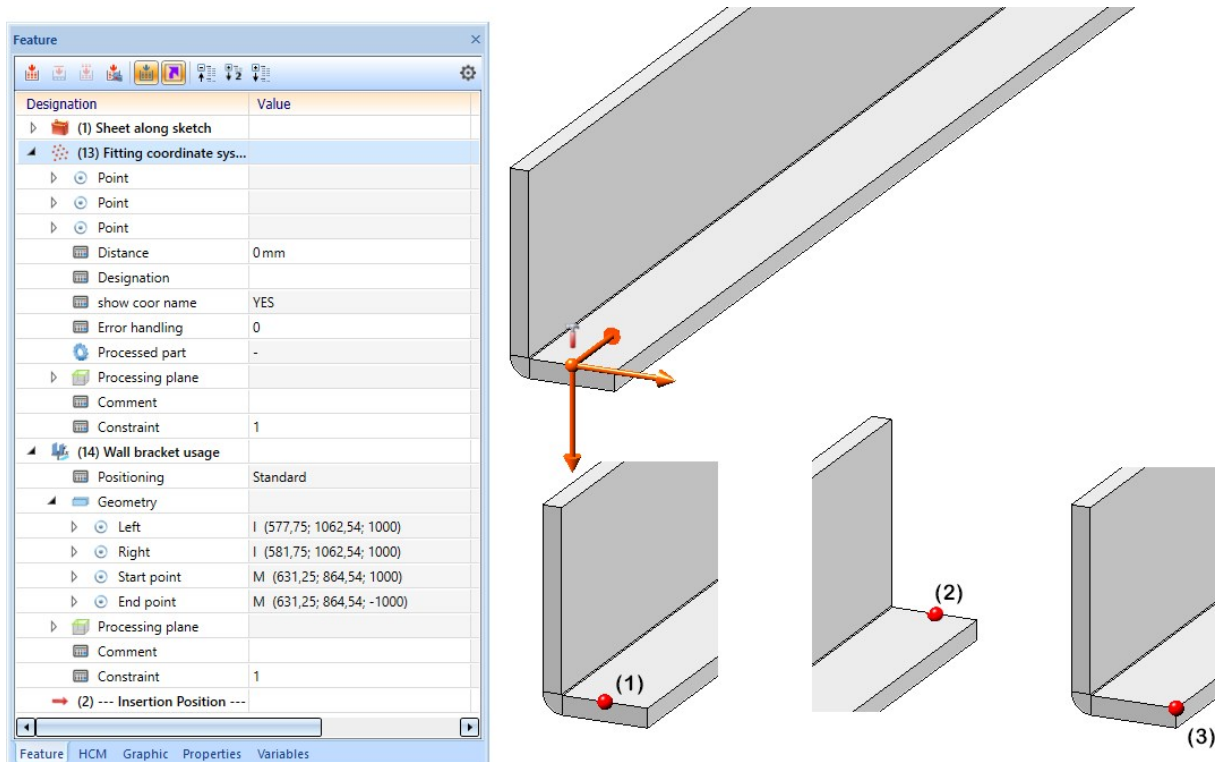 Feature
Designation Value
(1) Sheet along sketch
(13) Fitting coordinate sys...
Point
Point
Point
Distance 0 mm
Designation
show coor name YES
Error handling 0
Processed part -
Processing plane
Comment
Constraint 1
(14) Wall bracket usage
Positioning Standard
Geometry
Left I (577,75; 1062,54; 1000)
Right I (581,75; 1062,54; 1000)
Start point M (631,25; 864,54; 1000)
End point M (631,25; 864,54; -1000)
Processing plane
Comment
Constraint 1
(2) --- Insertion Position ---
Feature HCM Graphic Properties Variables
(1)
(2)
(3)